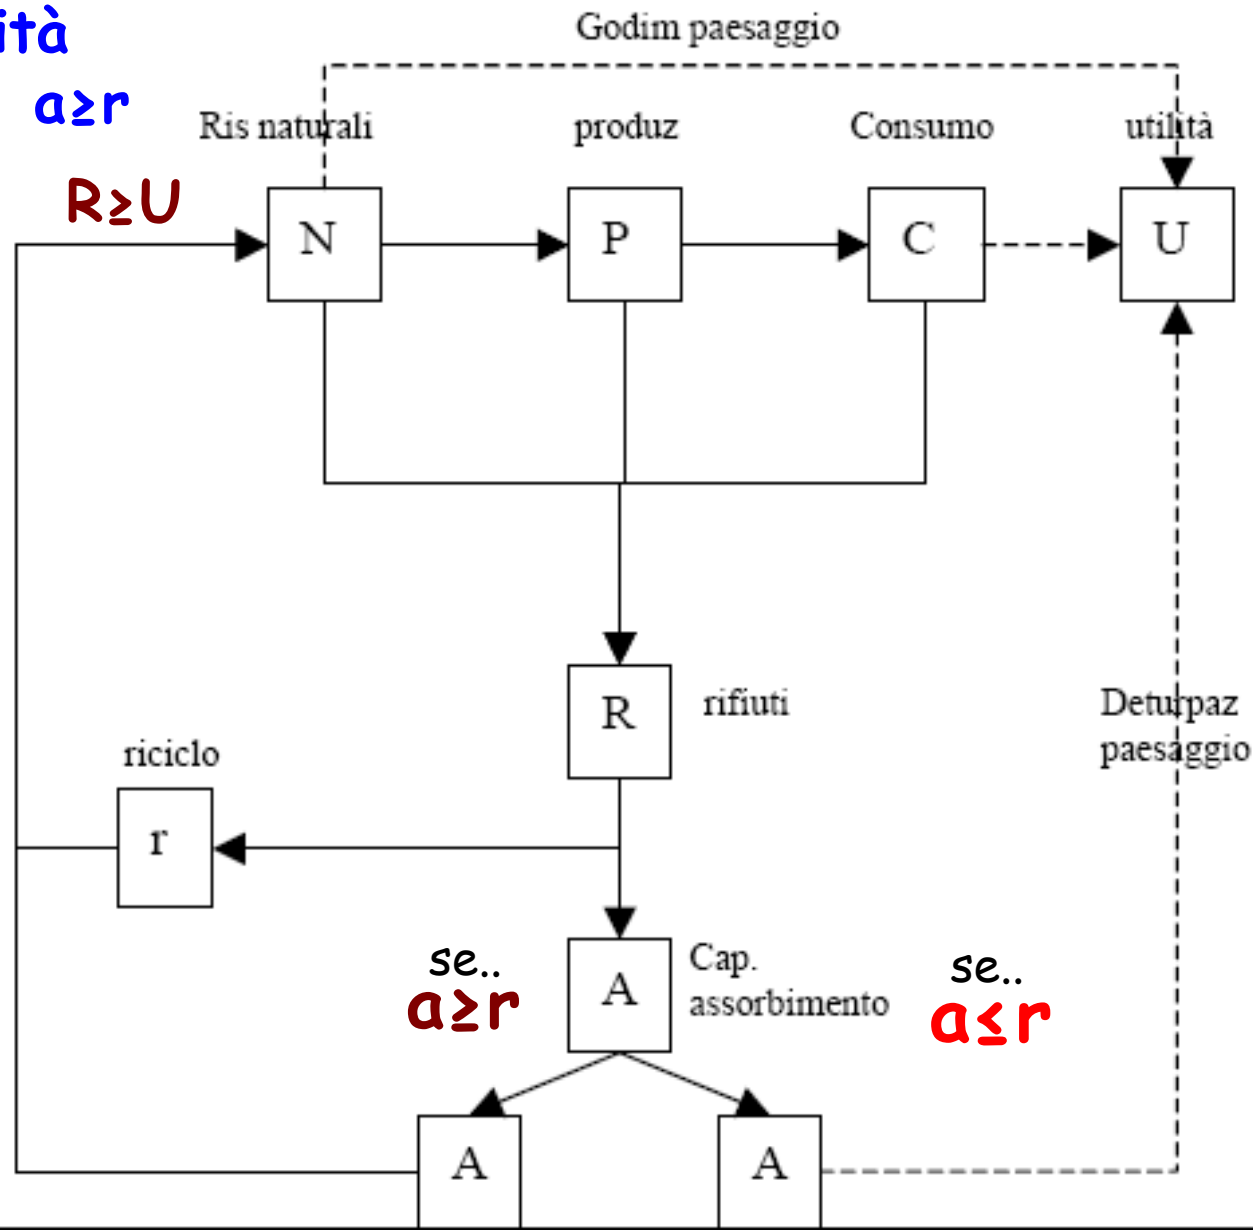 ità
Godim paesaggio
a≥r
Ris naturali
produz
Consumo
utilità
R≥U
N
P
C
U
R
rifiuti
Deturpaz
paesaggio
riciclo
r
se..
a≥r
A
Cap.
assorbimento
se..
a≤r
A
A